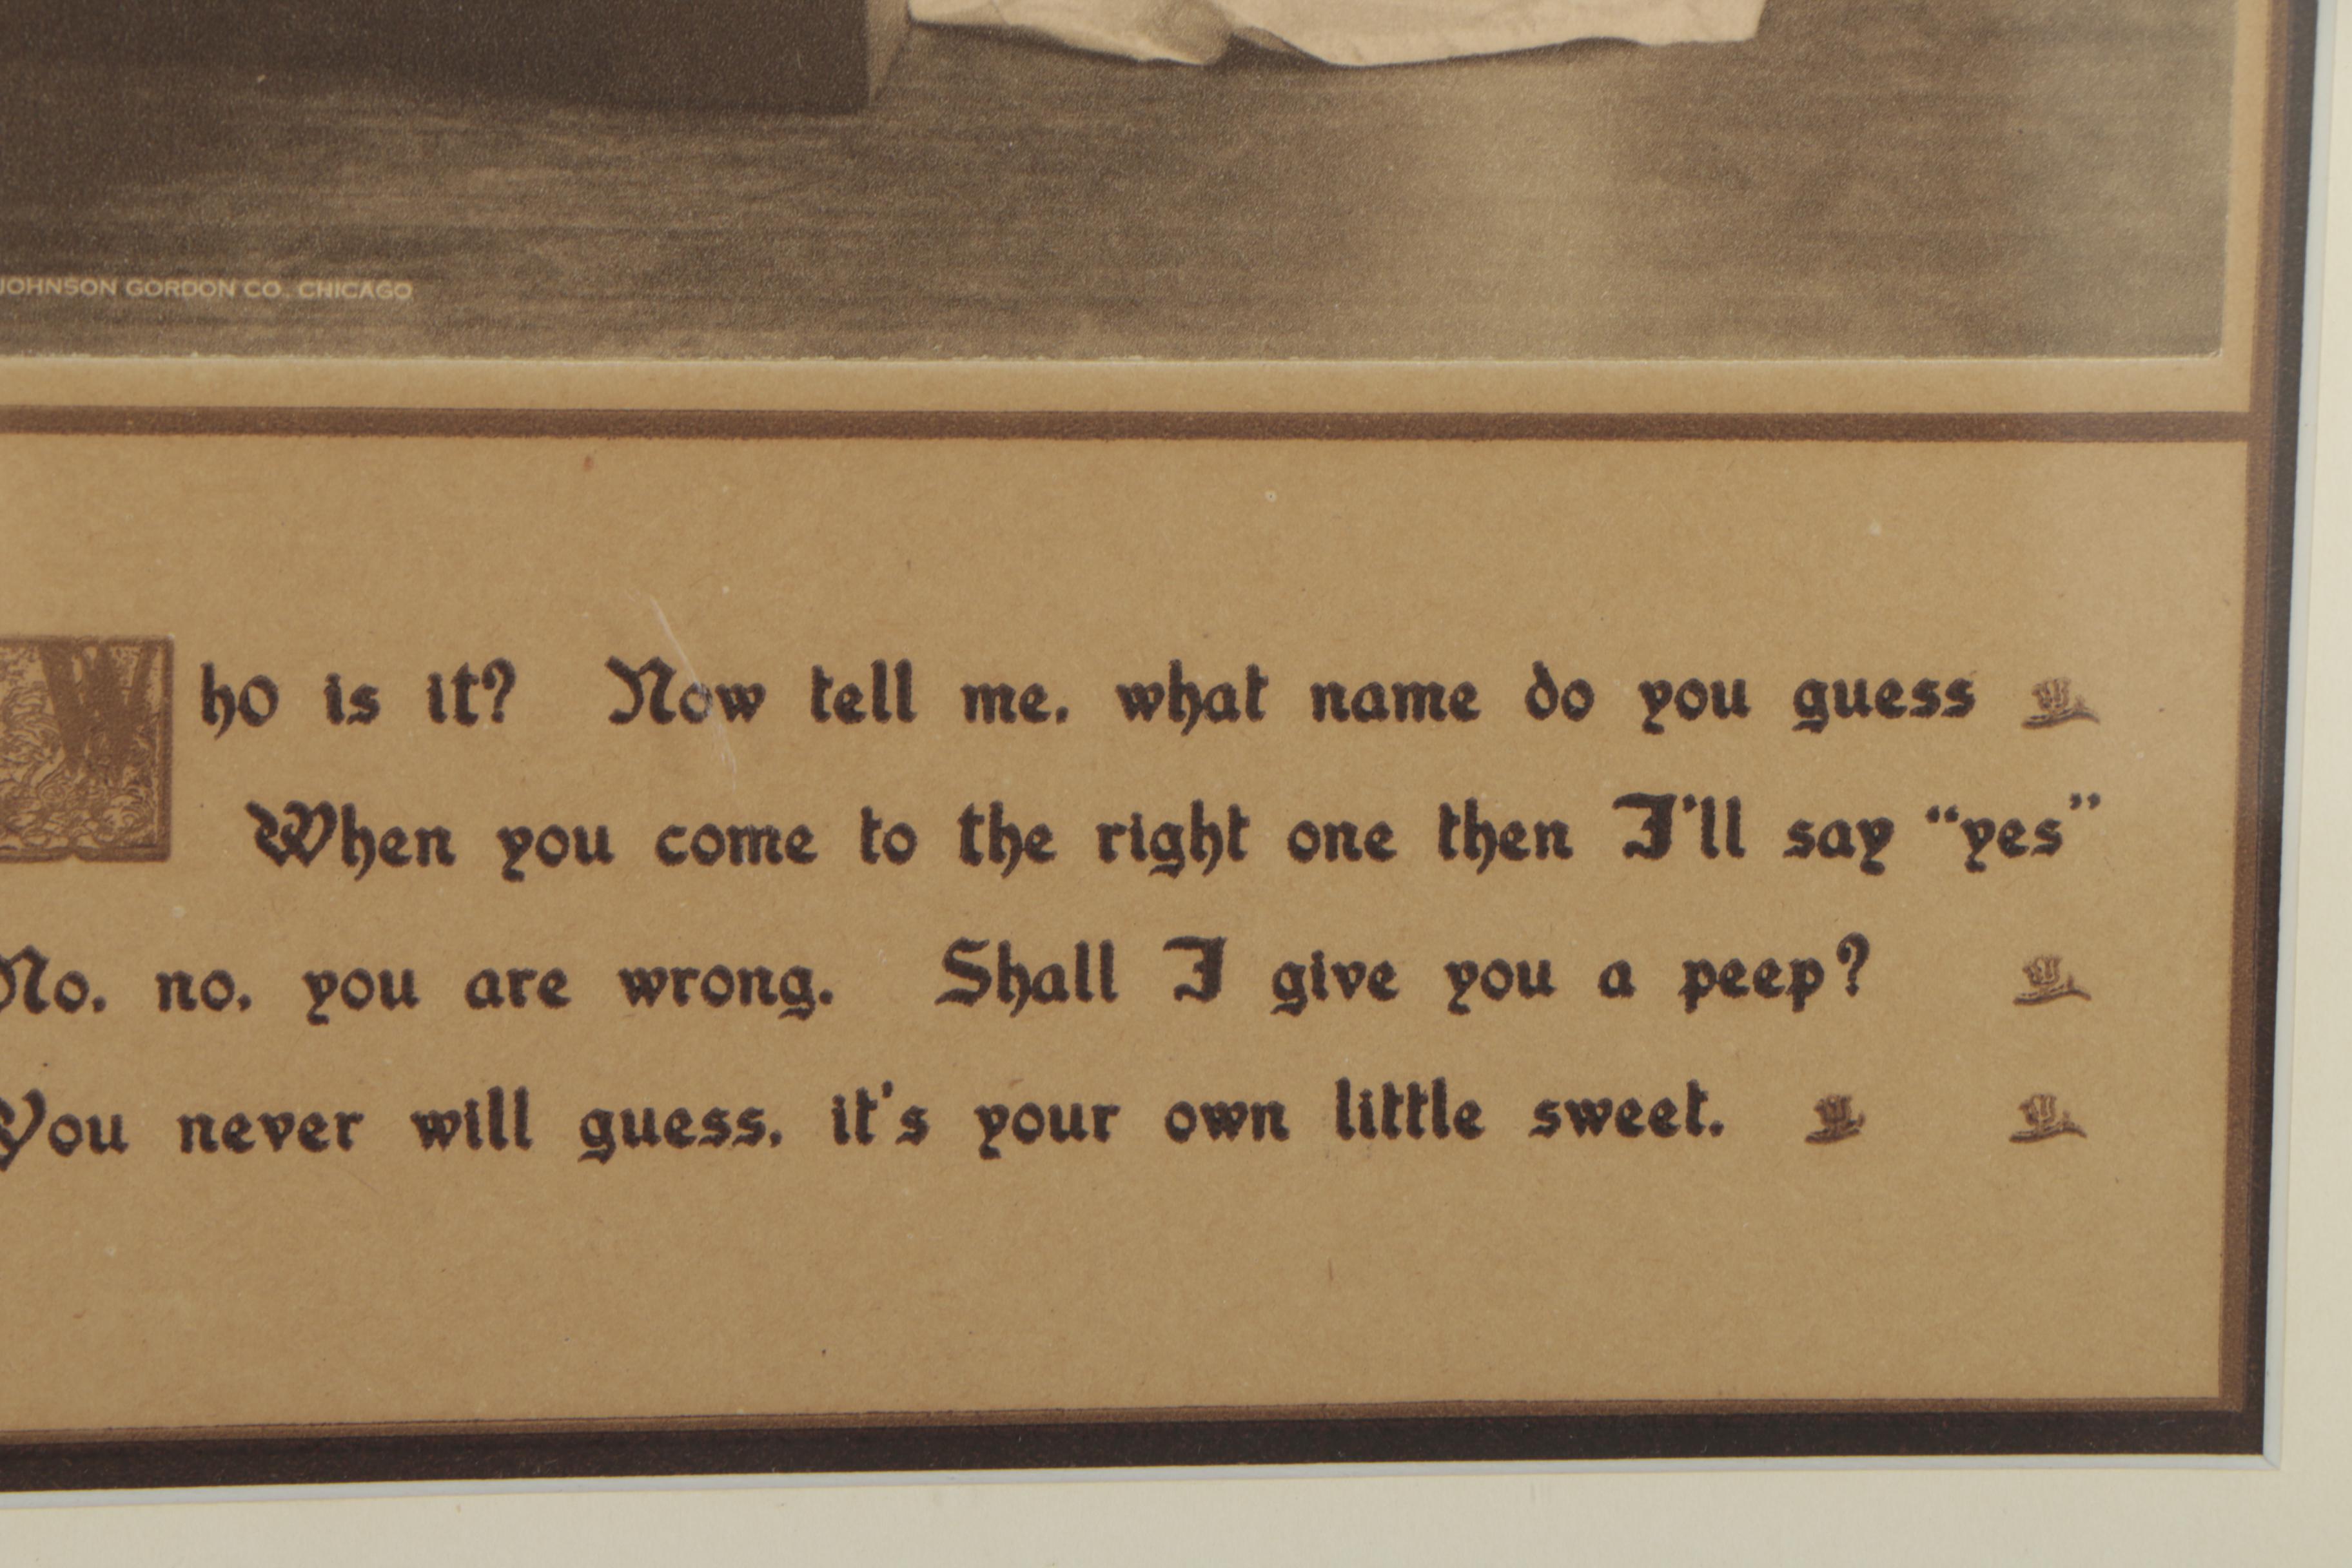 JOHNSON GORDON CO. CHICAGO
Who is it? Now tell me, what name do you guess
When you come to the right one then I'll say “yes”
No, no, you are wrong. Shall I give you a peep?
You never will guess, it's your own little sweet.